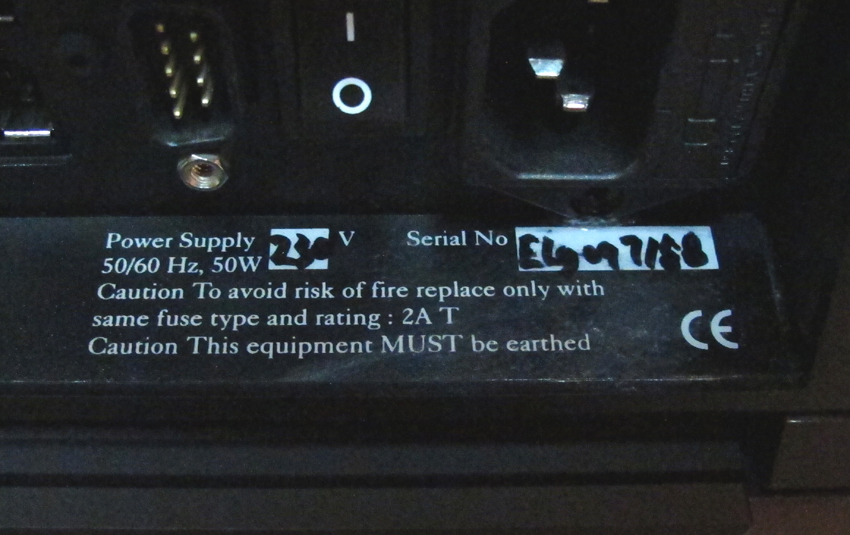 Power Supply 230 V Serial No
50/60 Hz, 50W
Caution To avoid risk of fire replace only with
same fuse type and rating : 2A T
Caution This equipment MUST be earthed
CE